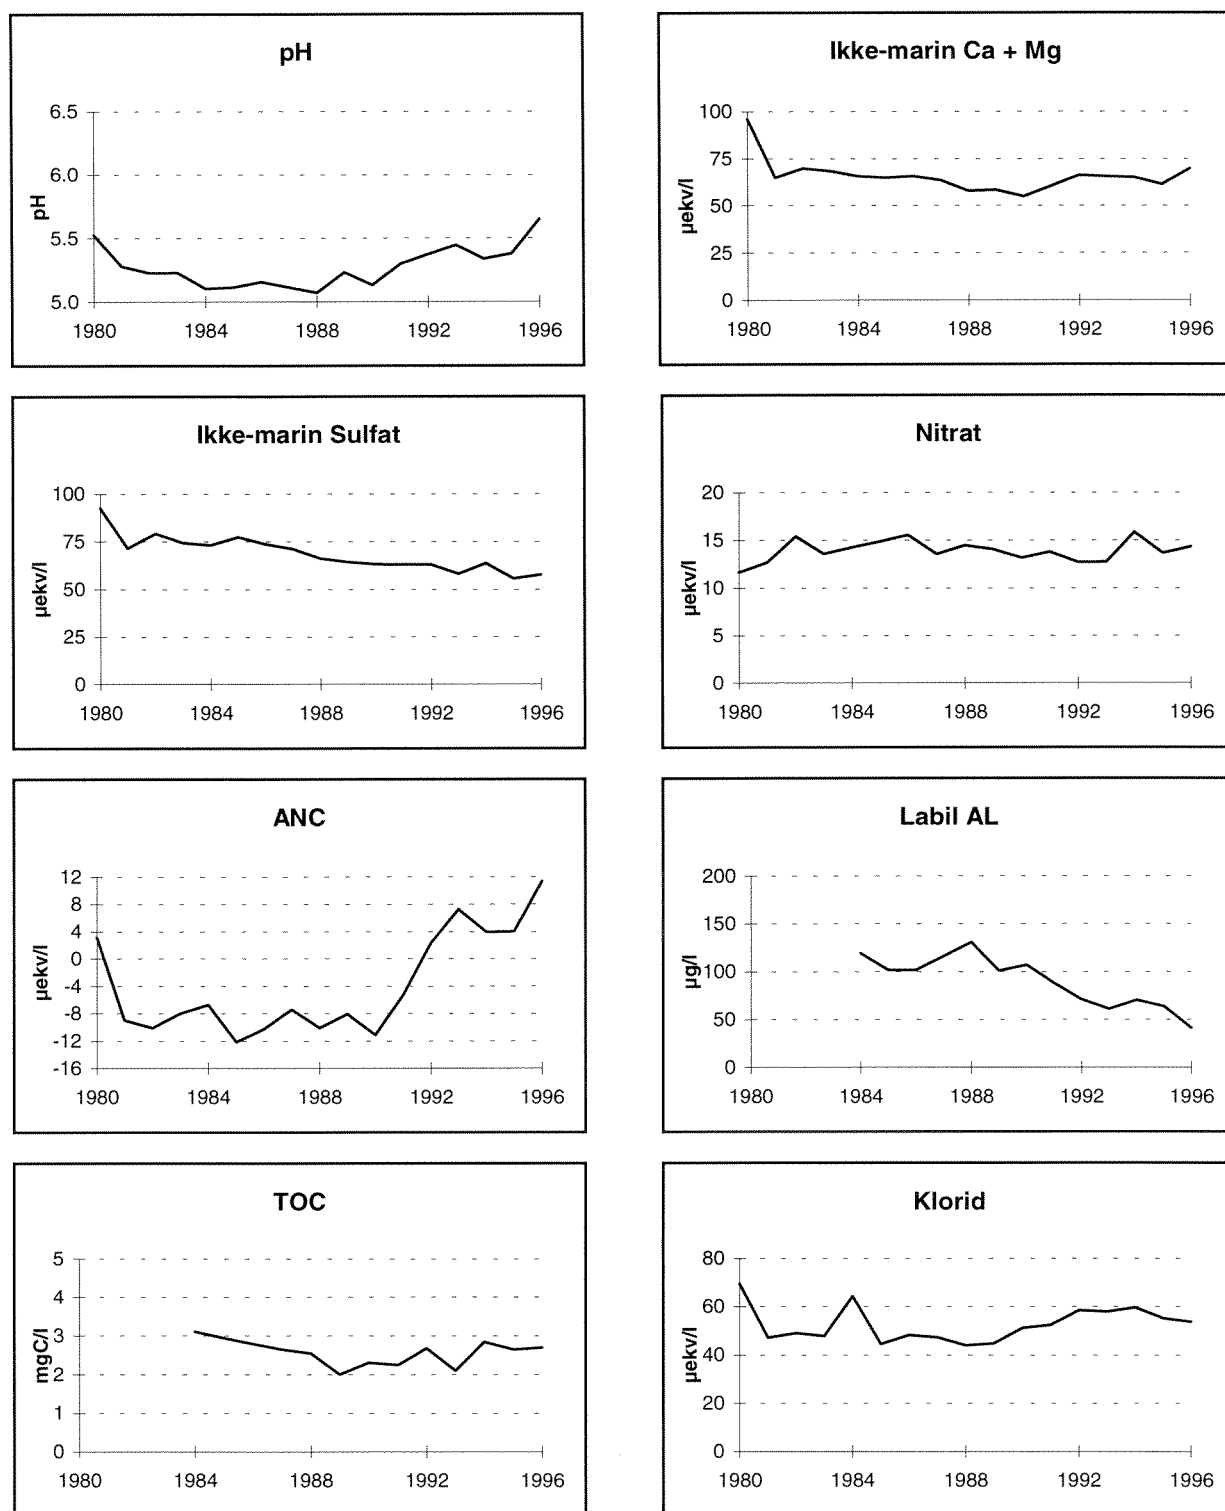 pH
6.5
6.0
pH
5.5
5.0
1980 1984 1988 1992 1996
Ikke-marin Ca + Mg
100
75
µekv/l
50
25
0
1980 1984 1988 1992 1996
Ikke-marin Sulfat
100
75
µekv/l
50
25
0
1980 1984 1988 1992 1996
Nitrat
20
15
µekv/l
10
5
0
1980 1984 1988 1992 1996
ANC
12
8
4
µekv/l
0
-4
-8
-12
-16
1980 1984 1988 1992 1996
Labil AL
200
150
µg/l
100
50
0
1980 1984 1988 1992 1996
TOC
5
4
mgC/l
3
2
1
0
1980 1984 1988 1992 1996
Klorid
80
60
µekv/l
40
20
0
1980 1984 1988 1992 1996